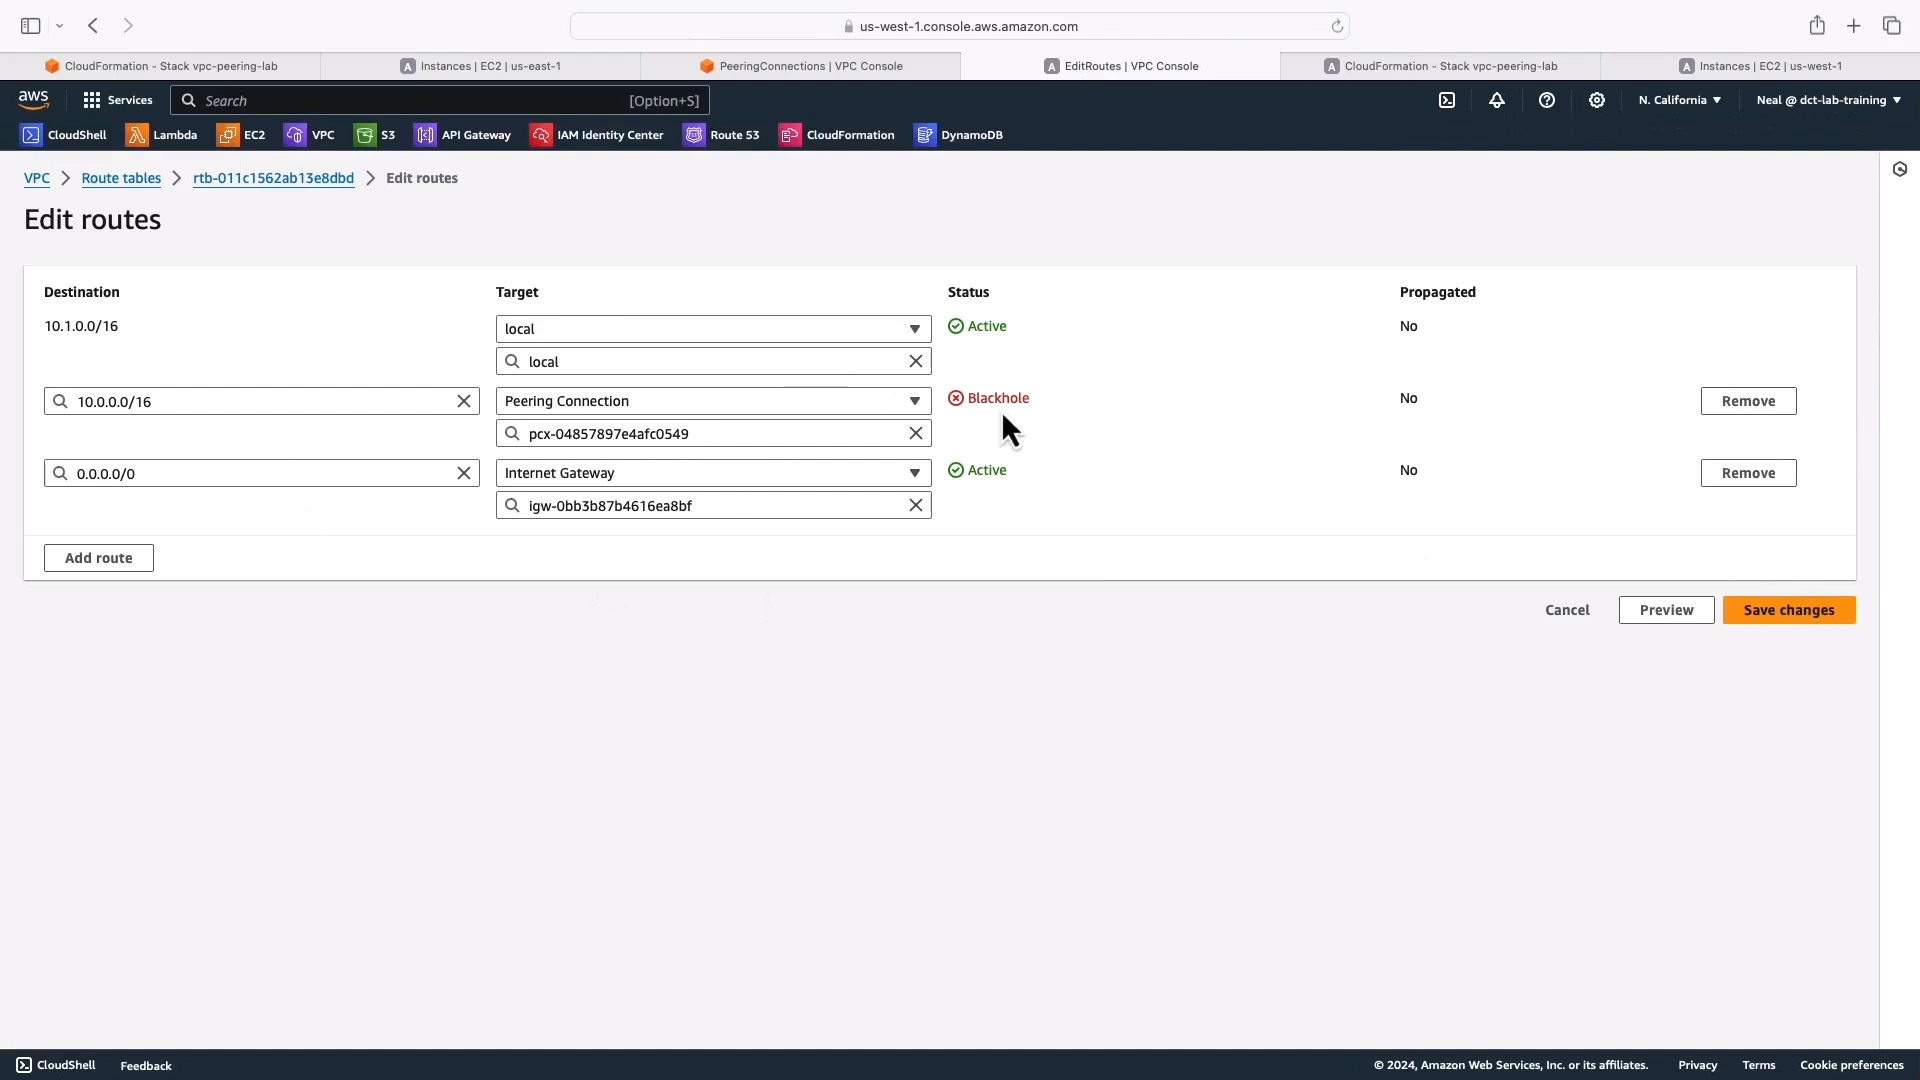 us-west-1.console.aws.amazon.com
CloudFormation - Stack vpc-peering-lab
Instances | EC2 | us-east-1
PeeringConnections | VPC Console
EditRoutes | VPC Console
CloudFormation - Stack vpc-peering-lab
Instances | EC2 | us-west-1
aws
Services
Search
[Option+S]
N. California
Neal @ dct-lab-training
CloudShell
Lambda
EC2
VPC
S3
API Gateway
IAM Identity Center
Route 53
CloudFormation
DynamoDB
VPC
Route tables
rtb-011c1562ab13e8dbd
Edit routes
Edit routes
Destination
Target
Status
Propagated
10.1.0.0/16
local
Active
No
local
10.0.0.0/16
Peering Connection
Blackhole
No
Remove
pcx-04857897e4afc0549
0.0.0.0/0
Internet Gateway
Active
No
Remove
igw-0bb3b87b4616ea8bf
Add route
Cancel
Preview
Save changes
CloudShell
Feedback
© 2024, Amazon Web Services, Inc. or its affiliates.
Privacy
Terms
Cookie preferences